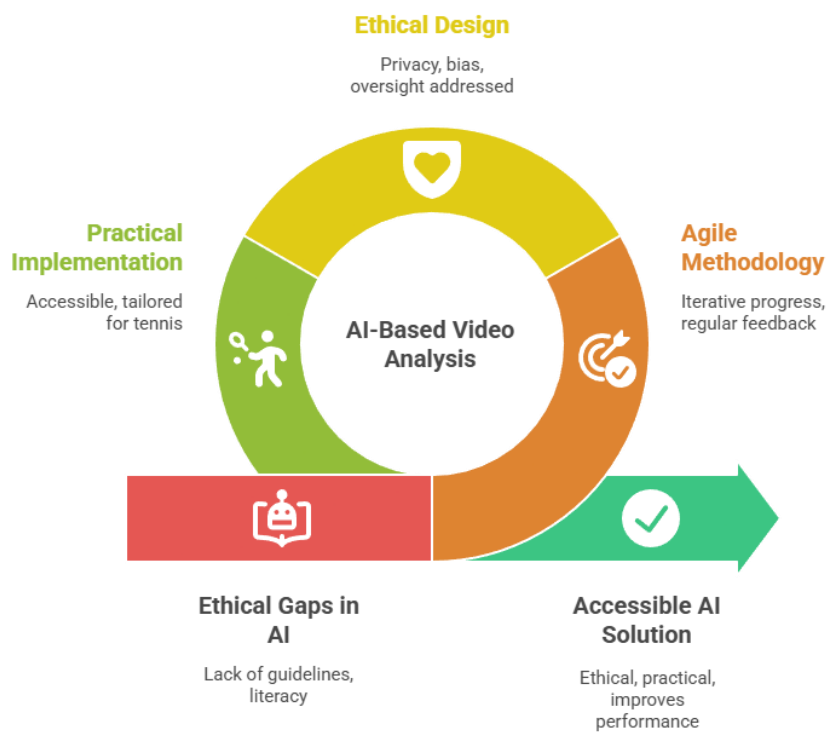 Ethical Design
Privacy, bias,
oversight addressed
Practical
Implementation
Accessible, tailored
for tennis
Agile
Methodology
Iterative progress,
regular feedback
AI-Based Video
Analysis
Ethical Gaps in
AI
Lack of guidelines,
literacy
Accessible AI
Solution
Ethical, practical,
improves
performance